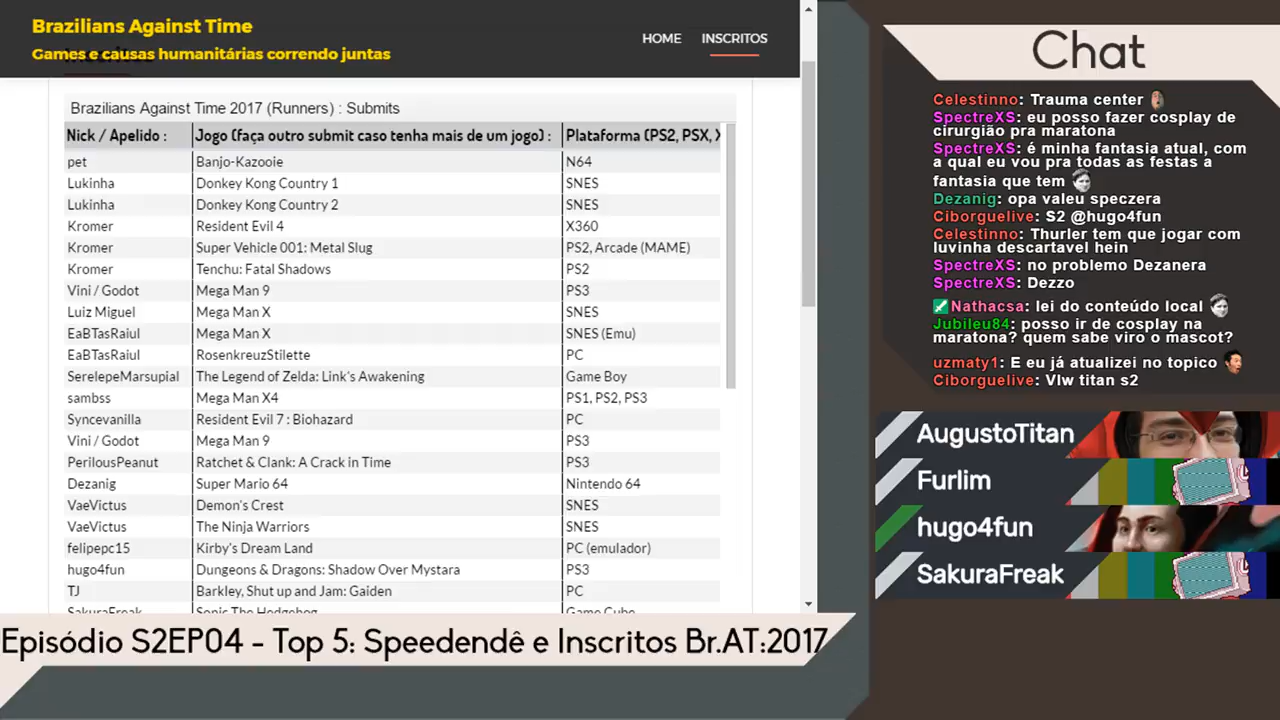 Brazilians Against Time
Games e causas humanitárias correndo juntas
HOME INSCRITOS
Brazilians Against Time 2017 (Runners) : Submits
Nick / Apelido : Jogo (faça outro submit caso tenha mais de um jogo) : Plataforma (PS2, PSX, X
pet Banjo-Kazooie N64
Lukinha Donkey Kong Country 1 SNES
Lukinha Donkey Kong Country 2 SNES
Kromer Resident Evil 4 X360
Kromer Super Vehicle 001: Metal Slug PS2, Arcade (MAME)
Kromer Tenchu: Fatal Shadows PS2
Vini / Godot Mega Man 9 PS3
Luiz Miguel Mega Man X SNES
EaBTasRaiul Mega Man X SNES (Emu)
EaBTasRaiul RosenkreuzStilette PC
SerelepeMarsupial The Legend of Zelda: Link's Awakening Game Boy
sambss Mega Man X4 PS1, PS2, PS3
Syncevanilla Resident Evil 7 : Biohazard PC
Vini / Godot Mega Man 9 PS3
PerilousPeanut Ratchet & Clank: A Crack in Time PS3
Dezanig Super Mario 64 Nintendo 64
VaeVictus Demon's Crest SNES
VaeVictus The Ninja Warriors SNES
felipepc15 Kirby's Dream Land PC (emulador)
hugo4fun Dungeons & Dragons: Shadow Over Mystara PS3
TJ Barkley, Shut up and Jam: Gaiden PC
SakuraFreak Sonic The Hedgehog Game Cube
Episódio S2EP04 - Top 5: Speedendê e Inscritos Br.AT:2017
Chat
Celestinno: Trauma center
SpectreXS: eu posso fazer cosplay de
cirurgião pra maratona
SpectreXS: é minha fantasia atual, com
a qual eu vou pra todas as festas a
fantasia que tem
Dezanig: opa valeu speczera
Ciborguelive: S2 @hugo4fun
Celestinno: Thurler tem que jogar com
luvinha descartavel hein
SpectreXS: no problemo Dezanera
SpectreXS: Dezzo
Nathacsa: lei do conteúdo local
Jubileu84: posso ir de cosplay na
maratona? quem sabe viro o mascot?
uzmaty1: E eu já atualizei no topico
Ciborguelive: Vlw titan s2
AugustoTitan
Furlim
hugo4fun
SakuraFreak